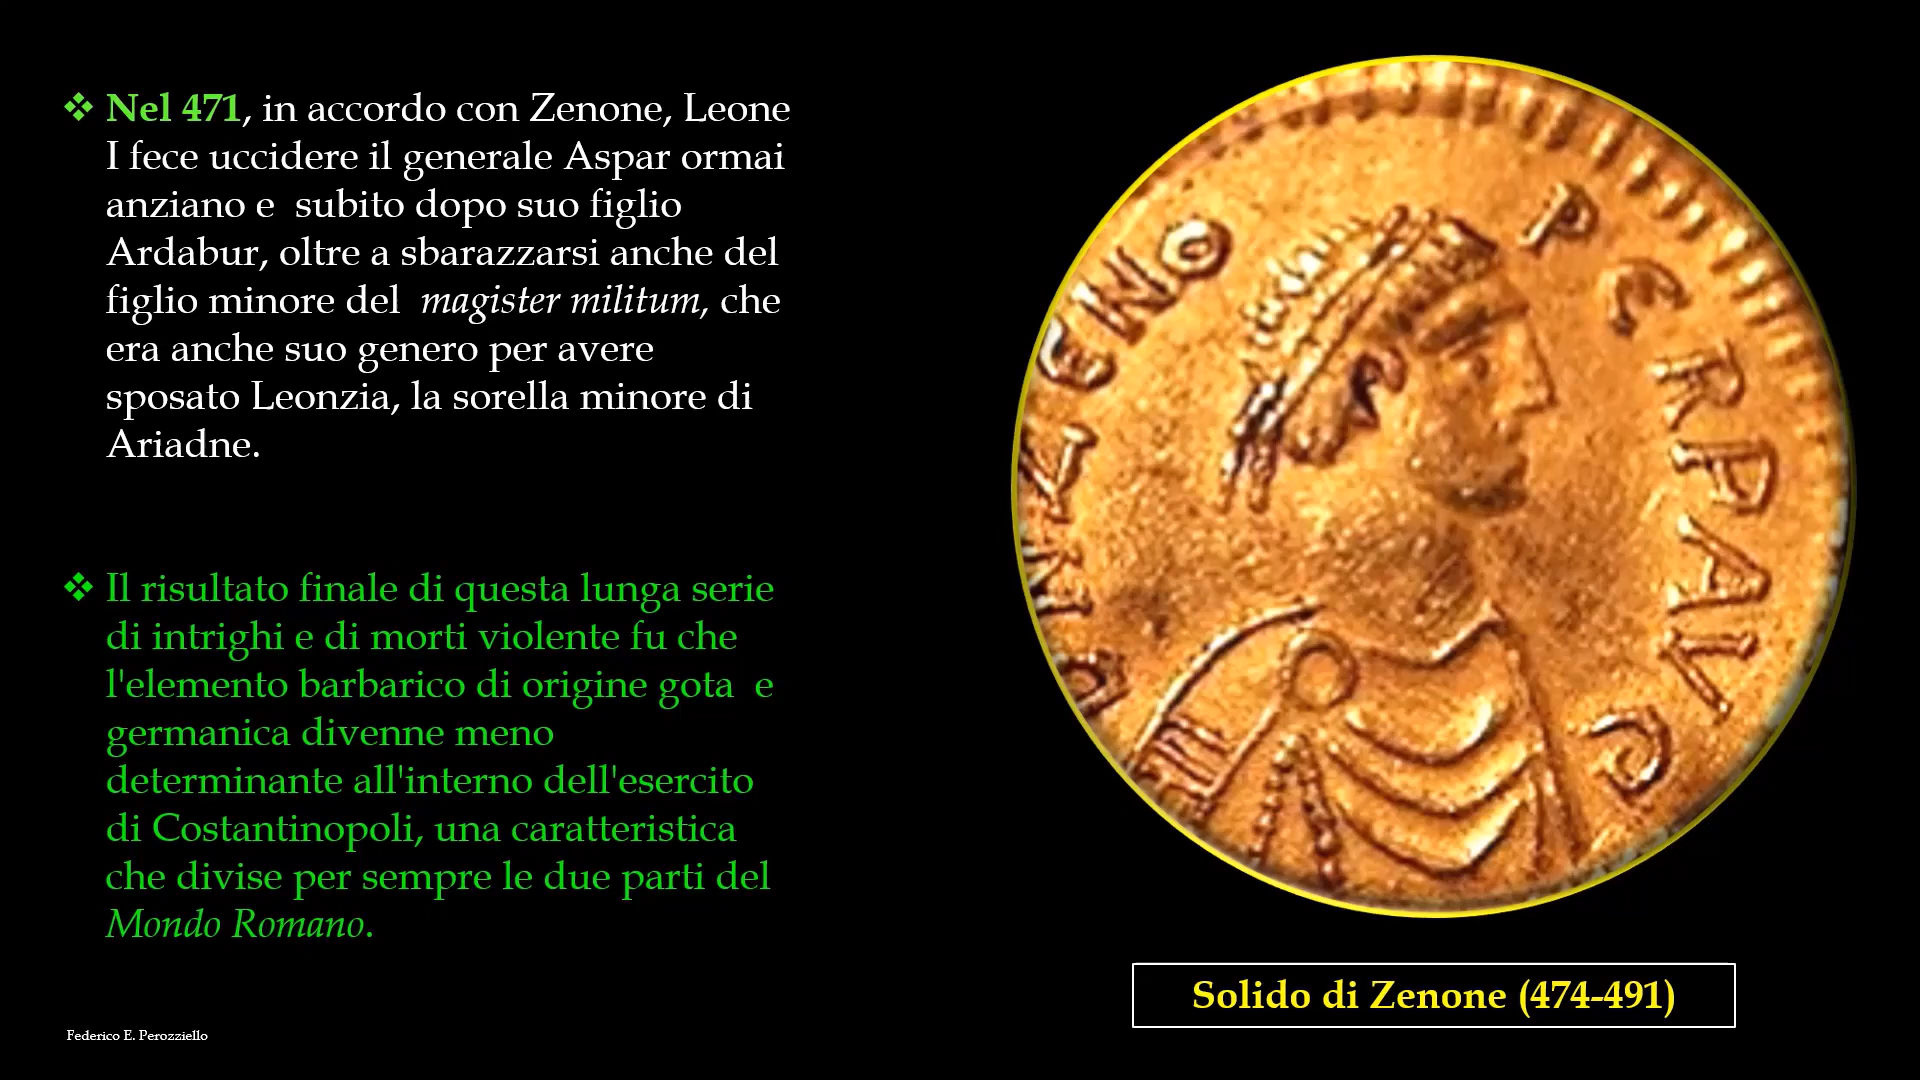 ❖ Nel 471, in accordo con Zenone, Leone
I fece uccidere il generale Aspar ormai
anziano e  subito dopo suo figlio
Ardabur, oltre a sbarazzarsi anche del
figlio minore del  magister militum, che
era anche suo genero per avere
sposato Leonzia, la sorella minore di
Ariadne.
❖ Il risultato finale di questa lunga serie
di intrighi e di morti violente fu che
l'elemento barbarico di origine gota  e
germanica divenne meno
determinante all'interno dell'esercito
di Costantinopoli, una caratteristica
che divise per sempre le due parti del
Mondo Romano.
Federico E. Perozziello
DNZENO PERPAVC
Solido di Zenone (474-491)